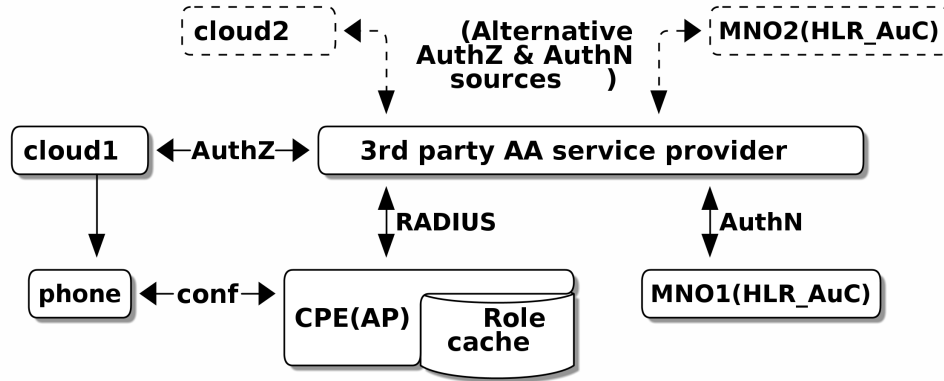 cloud2
(Alternative
AuthZ & AuthN
sources )
MNO2(HLR_AuC)
cloud1
AuthZ
3rd party AA service provider
RADIUS
AuthN
phone
conf
CPE(AP)
Role
cache
MNO1(HLR_AuC)